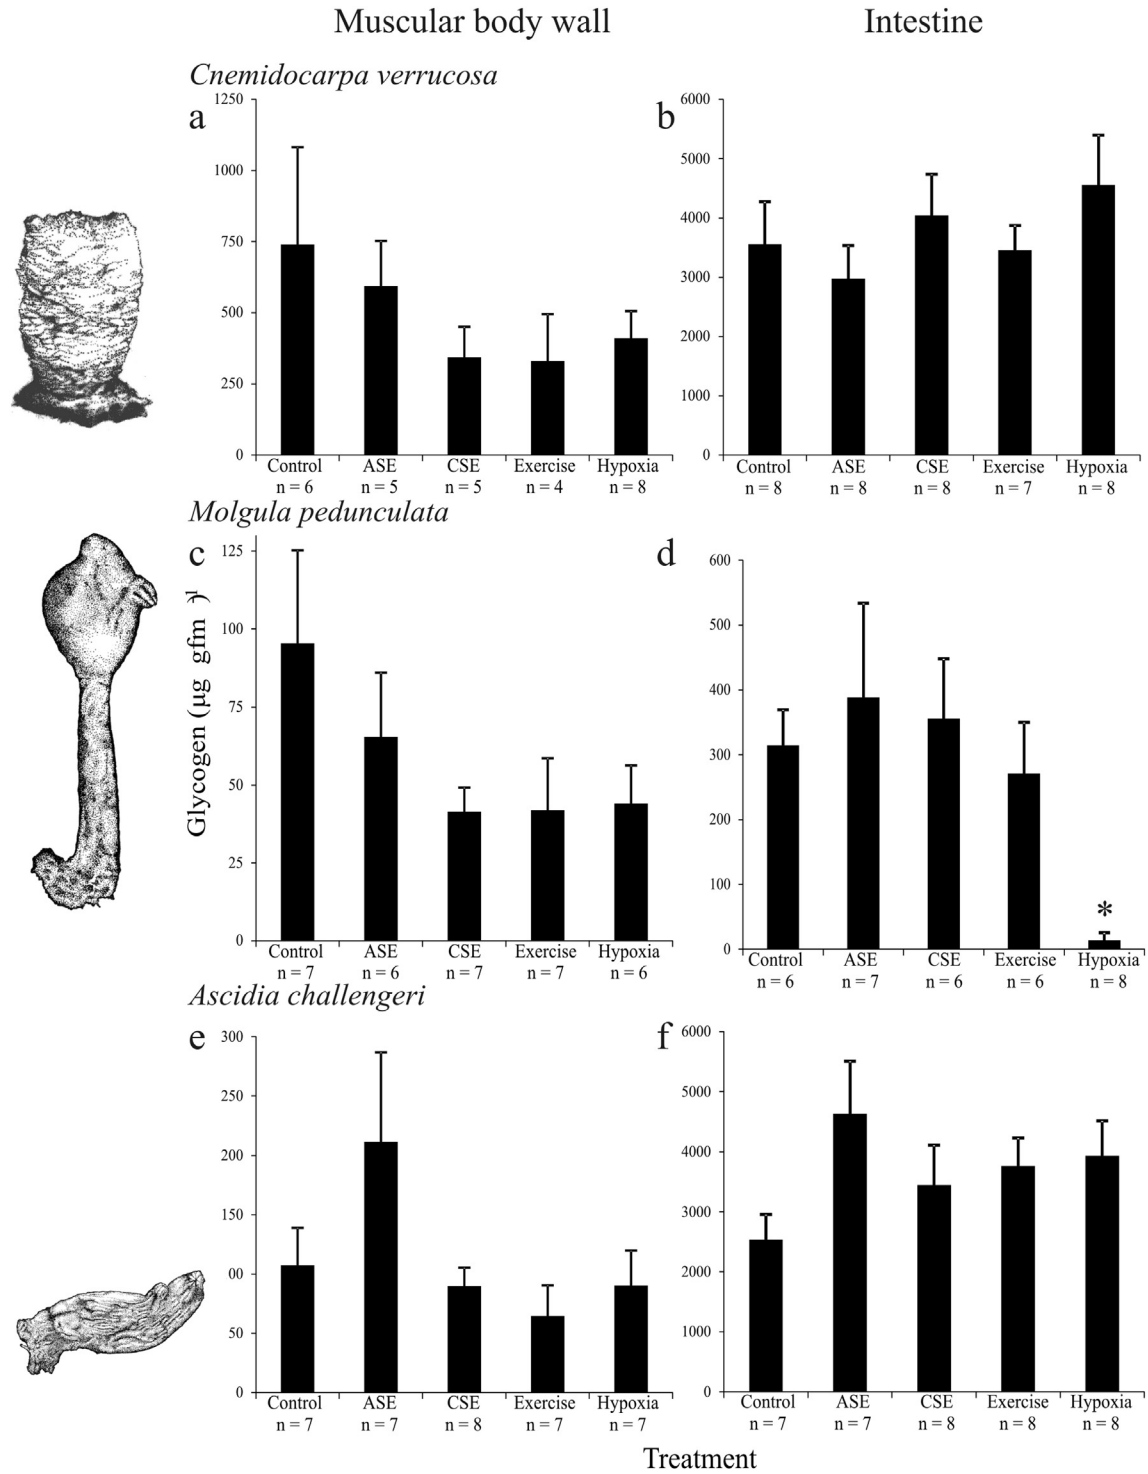 Muscular body wall Intestine
Cnemidocarpa verrucosa
a
1250
1000
750
500
250
0
Control ASE CSE Exercise Hypoxia
n = 6 n = 5 n = 5 n = 4 n = 8
b
6000
5000
4000
3000
2000
1000
0
Control ASE CSE Exercise Hypoxia
n = 8 n = 8 n = 8 n = 7 n = 8
Molgula pedunculata
Glycogen (µg gfm )1
c
125
100
75
50
25
0
Control ASE CSE Exercise Hypoxia
n = 7 n = 6 n = 7 n = 7 n = 6
d
600
500
400
300
200
100
0
*
Control ASE CSE Exercise Hypoxia
n = 6 n = 7 n = 6 n = 6 n = 8
Ascidia challengeri
e
300
250
200
150
00
50
0
Control ASE CSE Exercise Hypoxia
n = 7 n = 7 n = 8 n = 7 n = 7
f
6000
5000
4000
3000
2000
1000
0
Control ASE CSE Exercise Hypoxia
n = 7 n = 7 n = 8 n = 8 n = 8
Treatment